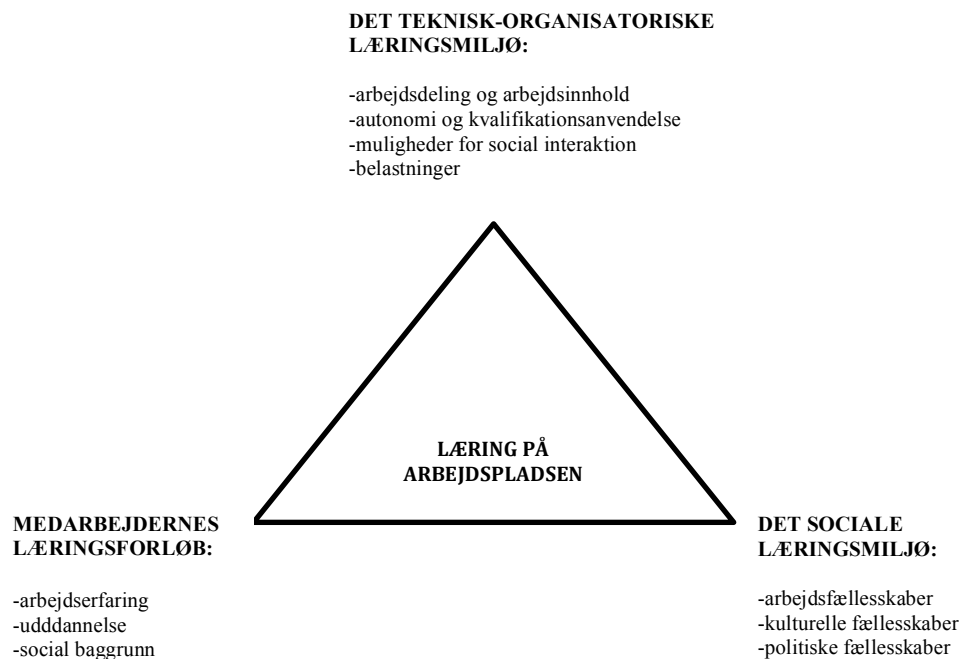 DET TEKNISK-ORGANISATORISKE
LÆRINGSMILJØ:
-arbejdsdeling og arbejdsinnhold
-autonomi og kvalifikationsanvendelse
-muligheder for social interaktion
-belastninger
LÆRING PÅ
ARBEJDSPLADSEN
MEDARBEJDERNES
LÆRINGSFORLØB:
-arbejdserfaring
-udddannelse
-social baggrunn
DET SOCIALE
LÆRINGSMILJØ:
-arbejdsfællesskaber
-kulturelle fællesskaber
-politiske fællesskaber